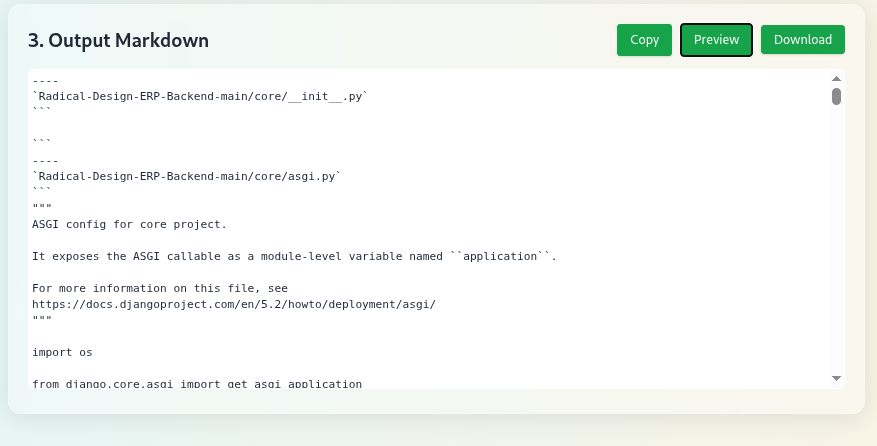 3. Output Markdown
Copy
Preview
Download
----
`Radical-Design-ERP-Backend-main/core/__init__.py`
```

```
----
`Radical-Design-ERP-Backend-main/core/asgi.py`
```
"""
ASGI config for core project.

It exposes the ASGI callable as a module-level variable named ``application``.

For more information on this file, see
https://docs.djangoproject.com/en/5.2/howto/deployment/asgi/
"""

import os

from django.core.asgi import get_asgi_application